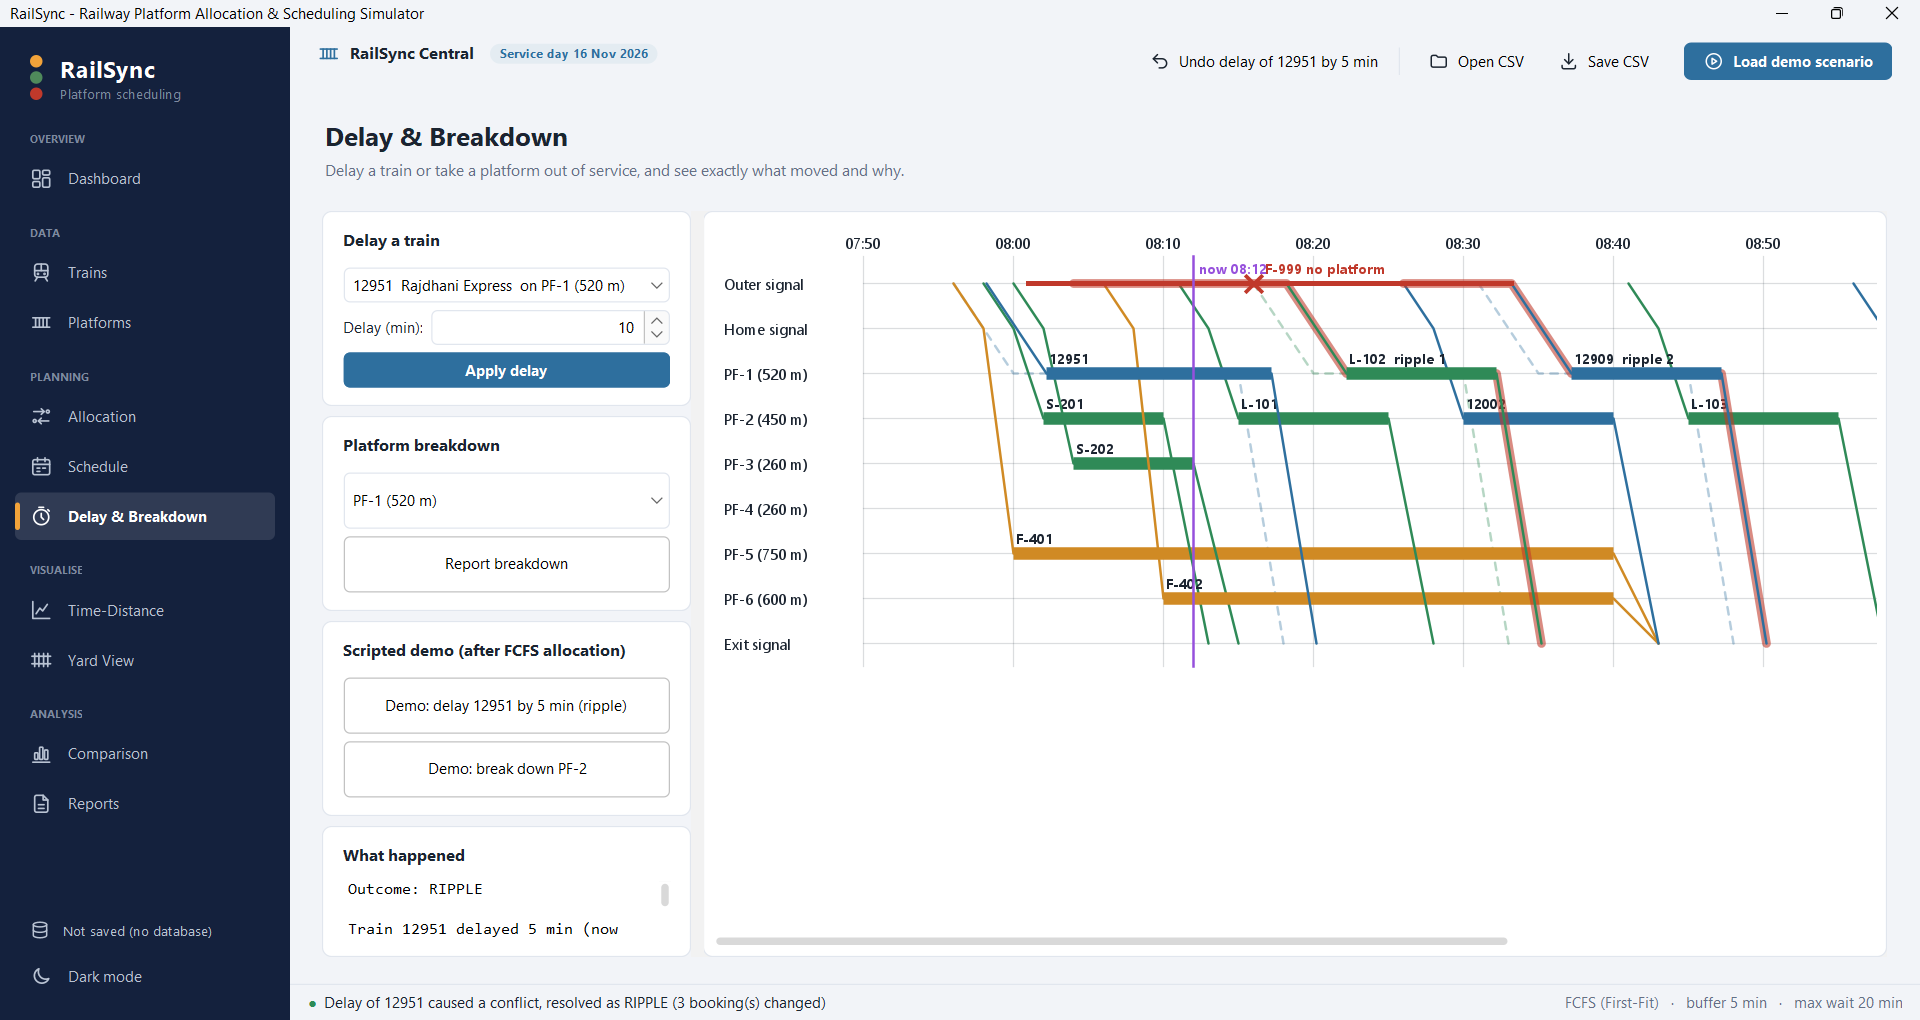 RailSync - Railway Platform Allocation & Scheduling Simulator
RailSync
Platform scheduling
OVERVIEW
Dashboard
DATA
Trains
Platforms
PLANNING
Allocation
Schedule
Delay & Breakdown
VISUALISE
Time-Distance
Yard View
ANALYSIS
Comparison
Reports
Not saved (no database)
Dark mode
RailSync Central
Service day 16 Nov 2026
Undo delay of 12951 by 5 min
Open CSV
Save CSV
Load demo scenario
Delay & Breakdown
Delay a train or take a platform out of service, and see exactly what moved and why.
Delay a train
12951 Rajdhani Express on PF-1 (520 m)
Delay (min):
10
Apply delay
Platform breakdown
PF-1 (520 m)
Report breakdown
Scripted demo (after FCFS allocation)
Demo: delay 12951 by 5 min (ripple)
Demo: break down PF-2
What happened
Outcome: RIPPLE
Train 12951 delayed 5 min (now
07:50 08:00 08:10 08:20 08:30 08:40 08:50
now 08:12 F-999 no platform
Outer signal
Home signal
12951 L-102 ripple 1 12909 ripple 2
PF-1 (520 m)
S-201 L-101 12002 L-103
PF-2 (450 m)
S-202
PF-3 (260 m)
PF-4 (260 m)
F-401
PF-5 (750 m)
F-402
PF-6 (600 m)
Exit signal
Delay of 12951 caused a conflict, resolved as RIPPLE (3 booking(s) changed)
FCFS (First-Fit) · buffer 5 min · max wait 20 min